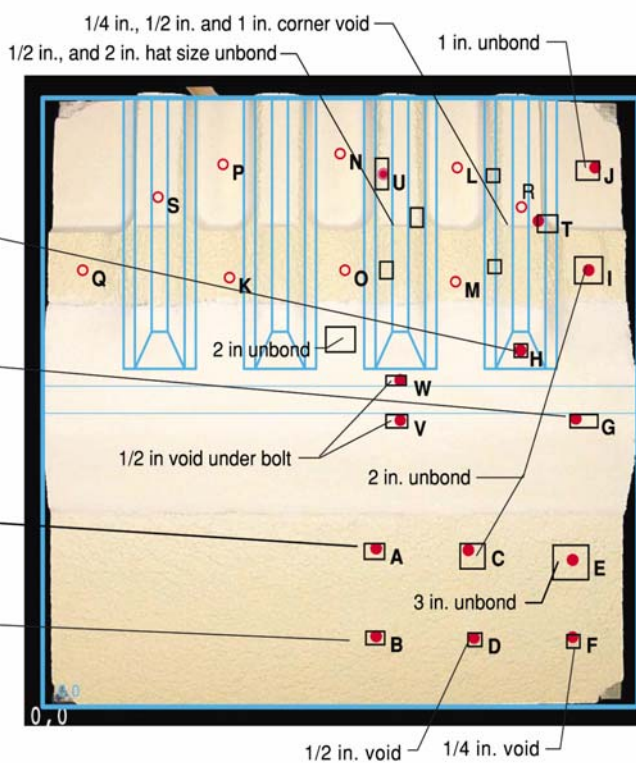 1/4 in., 1/2 in. and 1 in. corner void
1/2 in., and 2 in. hat size unbond
1 in. unbond
N
P
L
J
U
S
R
T
Q
K
O
M
I
2 in unbond
H
W
V
G
1/2 in void under bolt
2 in. unbond
A
C
E
3 in. unbond
B
D
F
0,0
1/2 in. void
1/4 in. void